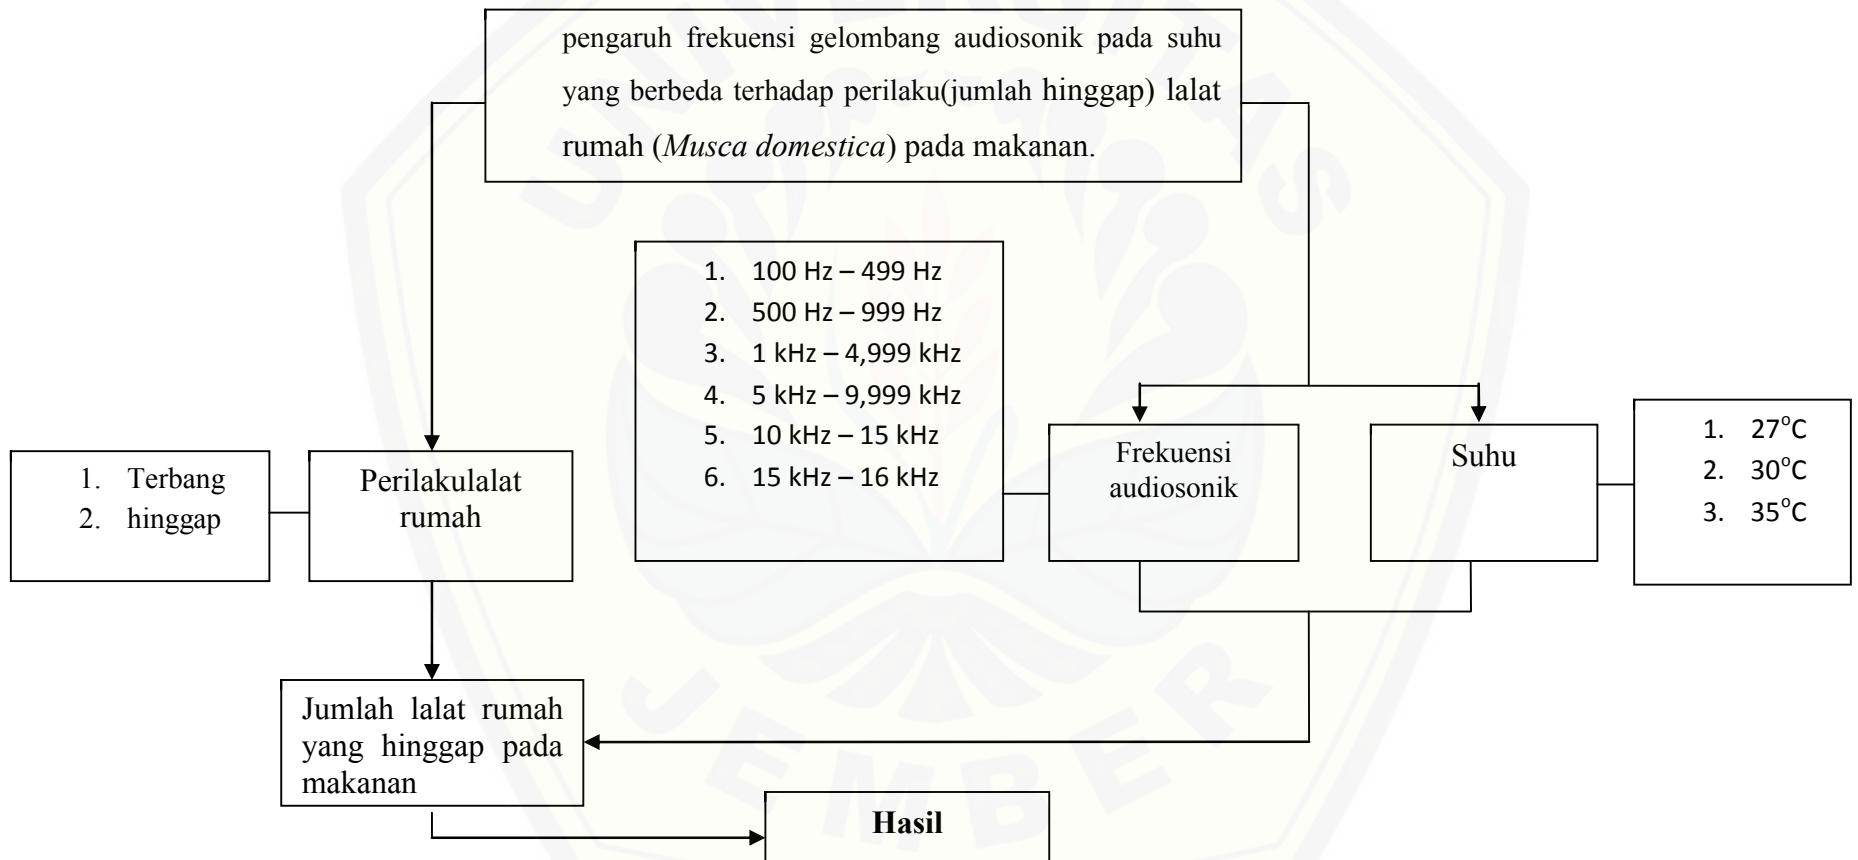 pengaruh frekuensi gelombang audiosonik pada suhu
yang berbeda terhadap perilaku(jumlah hinggap) lalat
rumah (Musca domestica) pada makanan.
1. 100 Hz – 499 Hz
2. 500 Hz – 999 Hz
3. 1 kHz – 4,999 kHz
4. 5 kHz – 9,999 kHz
5. 10 kHz – 15 kHz
6. 15 kHz – 16 kHz
1. Terbang
2. hinggap
Perilakulalat
rumah
Frekuensi
audiosonik
Suhu
1. 27°C
2. 30°C
3. 35°C
Jumlah lalat rumah
yang hinggap pada
makanan
Hasil
UNIVERSITAS
JEMBER